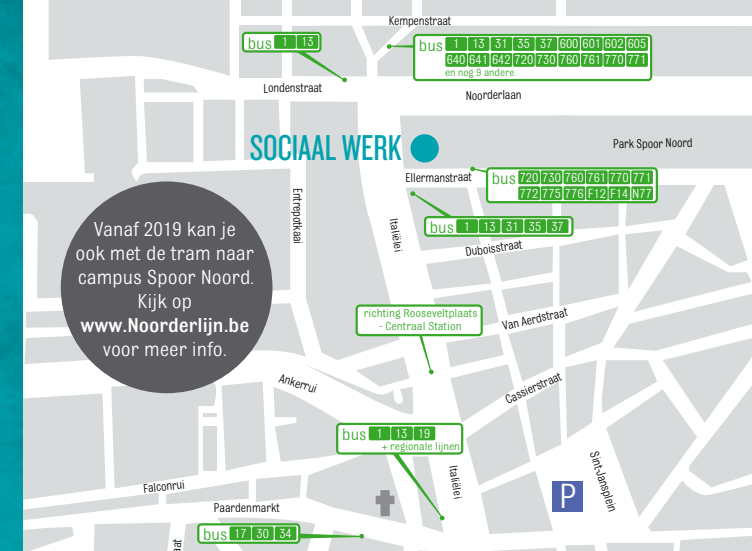 Kempenstraat
bus 1 13
bus 1 13 31 35 37 600 601 602 605
640 641 642 720 730 760 761 770 771
en nog 9 andere
Londenstraat
Noorderlaan
SOCIAAL WERK
Park Spoor Noord
Ellermanstraat
bus 720 730 760 761 770 771
772 775 776 F12 F14 N77
Entrepotkaai
Italiëlei
bus 1 13 31 35 37
Duboisstraat
Vanaf 2019 kan je
ook met de tram naar
campus Spoor Noord.
Kijk op
www.Noorderlijn.be
voor meer info.
richting Rooseveltplaats
- Centraal Station
Van Aerdtstraat
Ankerrui
Cassierstraat
bus 1 13 19
+ regionale lijnen
Italiëlei
Sint-Jansplein
P
Falconrui
Paardenmarkt
bus 17 30 34
aat